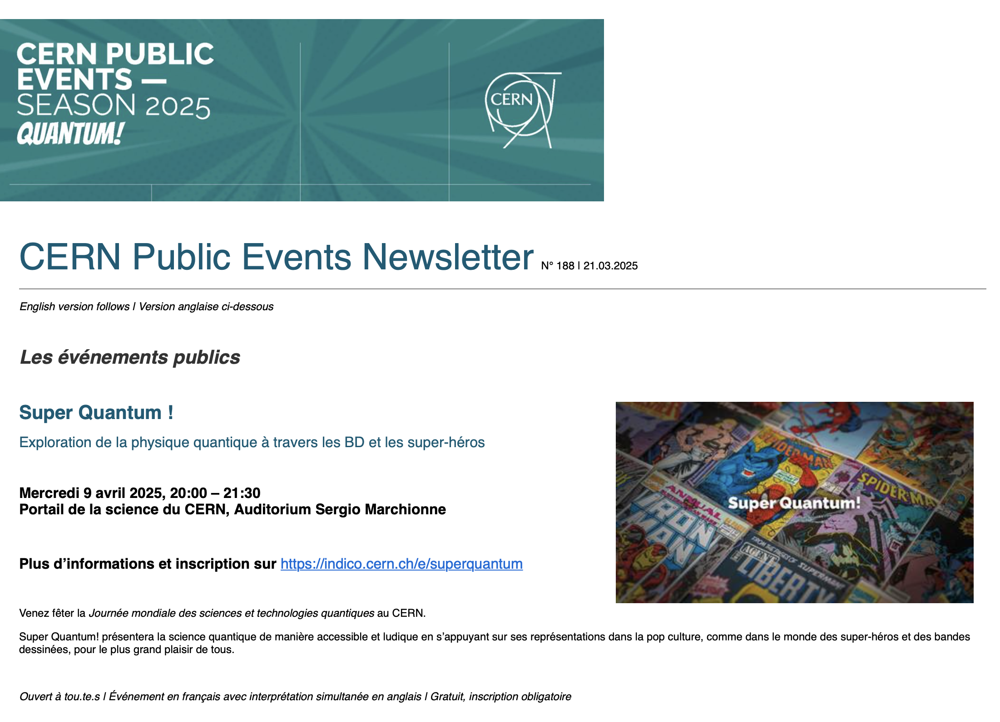 CERN PUBLIC
EVENTS —
SEASON 2025
QUANTUM!
CERN
CERN Public Events Newsletter N° 188 | 21.03.2025
English version follows | Version anglaise ci-dessous
Les événements publics
Super Quantum !
Exploration de la physique quantique à travers les BD et les super-héros
Mercredi 9 avril 2025, 20:00 – 21:30
Portail de la science du CERN, Auditorium Sergio Marchionne
Plus d’informations et inscription sur https://indico.cern.ch/e/superquantum
SPIDER-MAN
SPIDER-MA
Super Quantum!
ANNUAL
IRON
MAN
FROM THE PAGES OF SUPERMAN
AGENT
LIBERTY
Venez fêter la Journée mondiale des sciences et technologies quantiques au CERN.
Super Quantum! présentera la science quantique de manière accessible et ludique en s’appuyant sur ses représentations dans la pop culture, comme dans le monde des super-héros et des bandes
dessinées, pour le plus grand plaisir de tous.
Ouvert à tou.te.s | Événement en français avec interprétation simultanée en anglais | Gratuit, inscription obligatoire